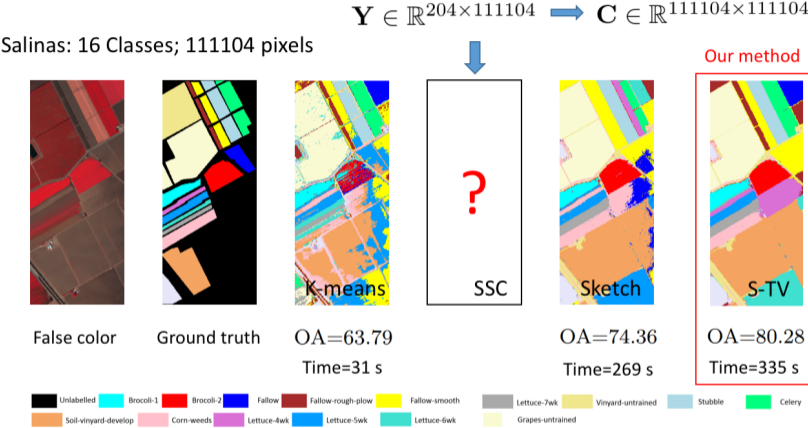 Y ∈ ℝ^{204×111104} → C ∈ ℝ^{111104×111104}
Salinas: 16 Classes; 111104 pixels
Our method
?
K-means SSC Sketch S-TV
False color Ground truth OA=63.79 OA=74.36 OA=80.28
Time=31 s Time=269 s Time=335 s
Unlabelled Brocoli-1 Brocoli-2 Fallow Fallow-rough-plow Fallow-smooth Lettuce-7wk Vinyard-untrained Stubble Celery
Soil-vinyard-develop Corn-weeds Lettuce-4wk Lettuce-5wk Lettuce-6wk Grapes-untrained